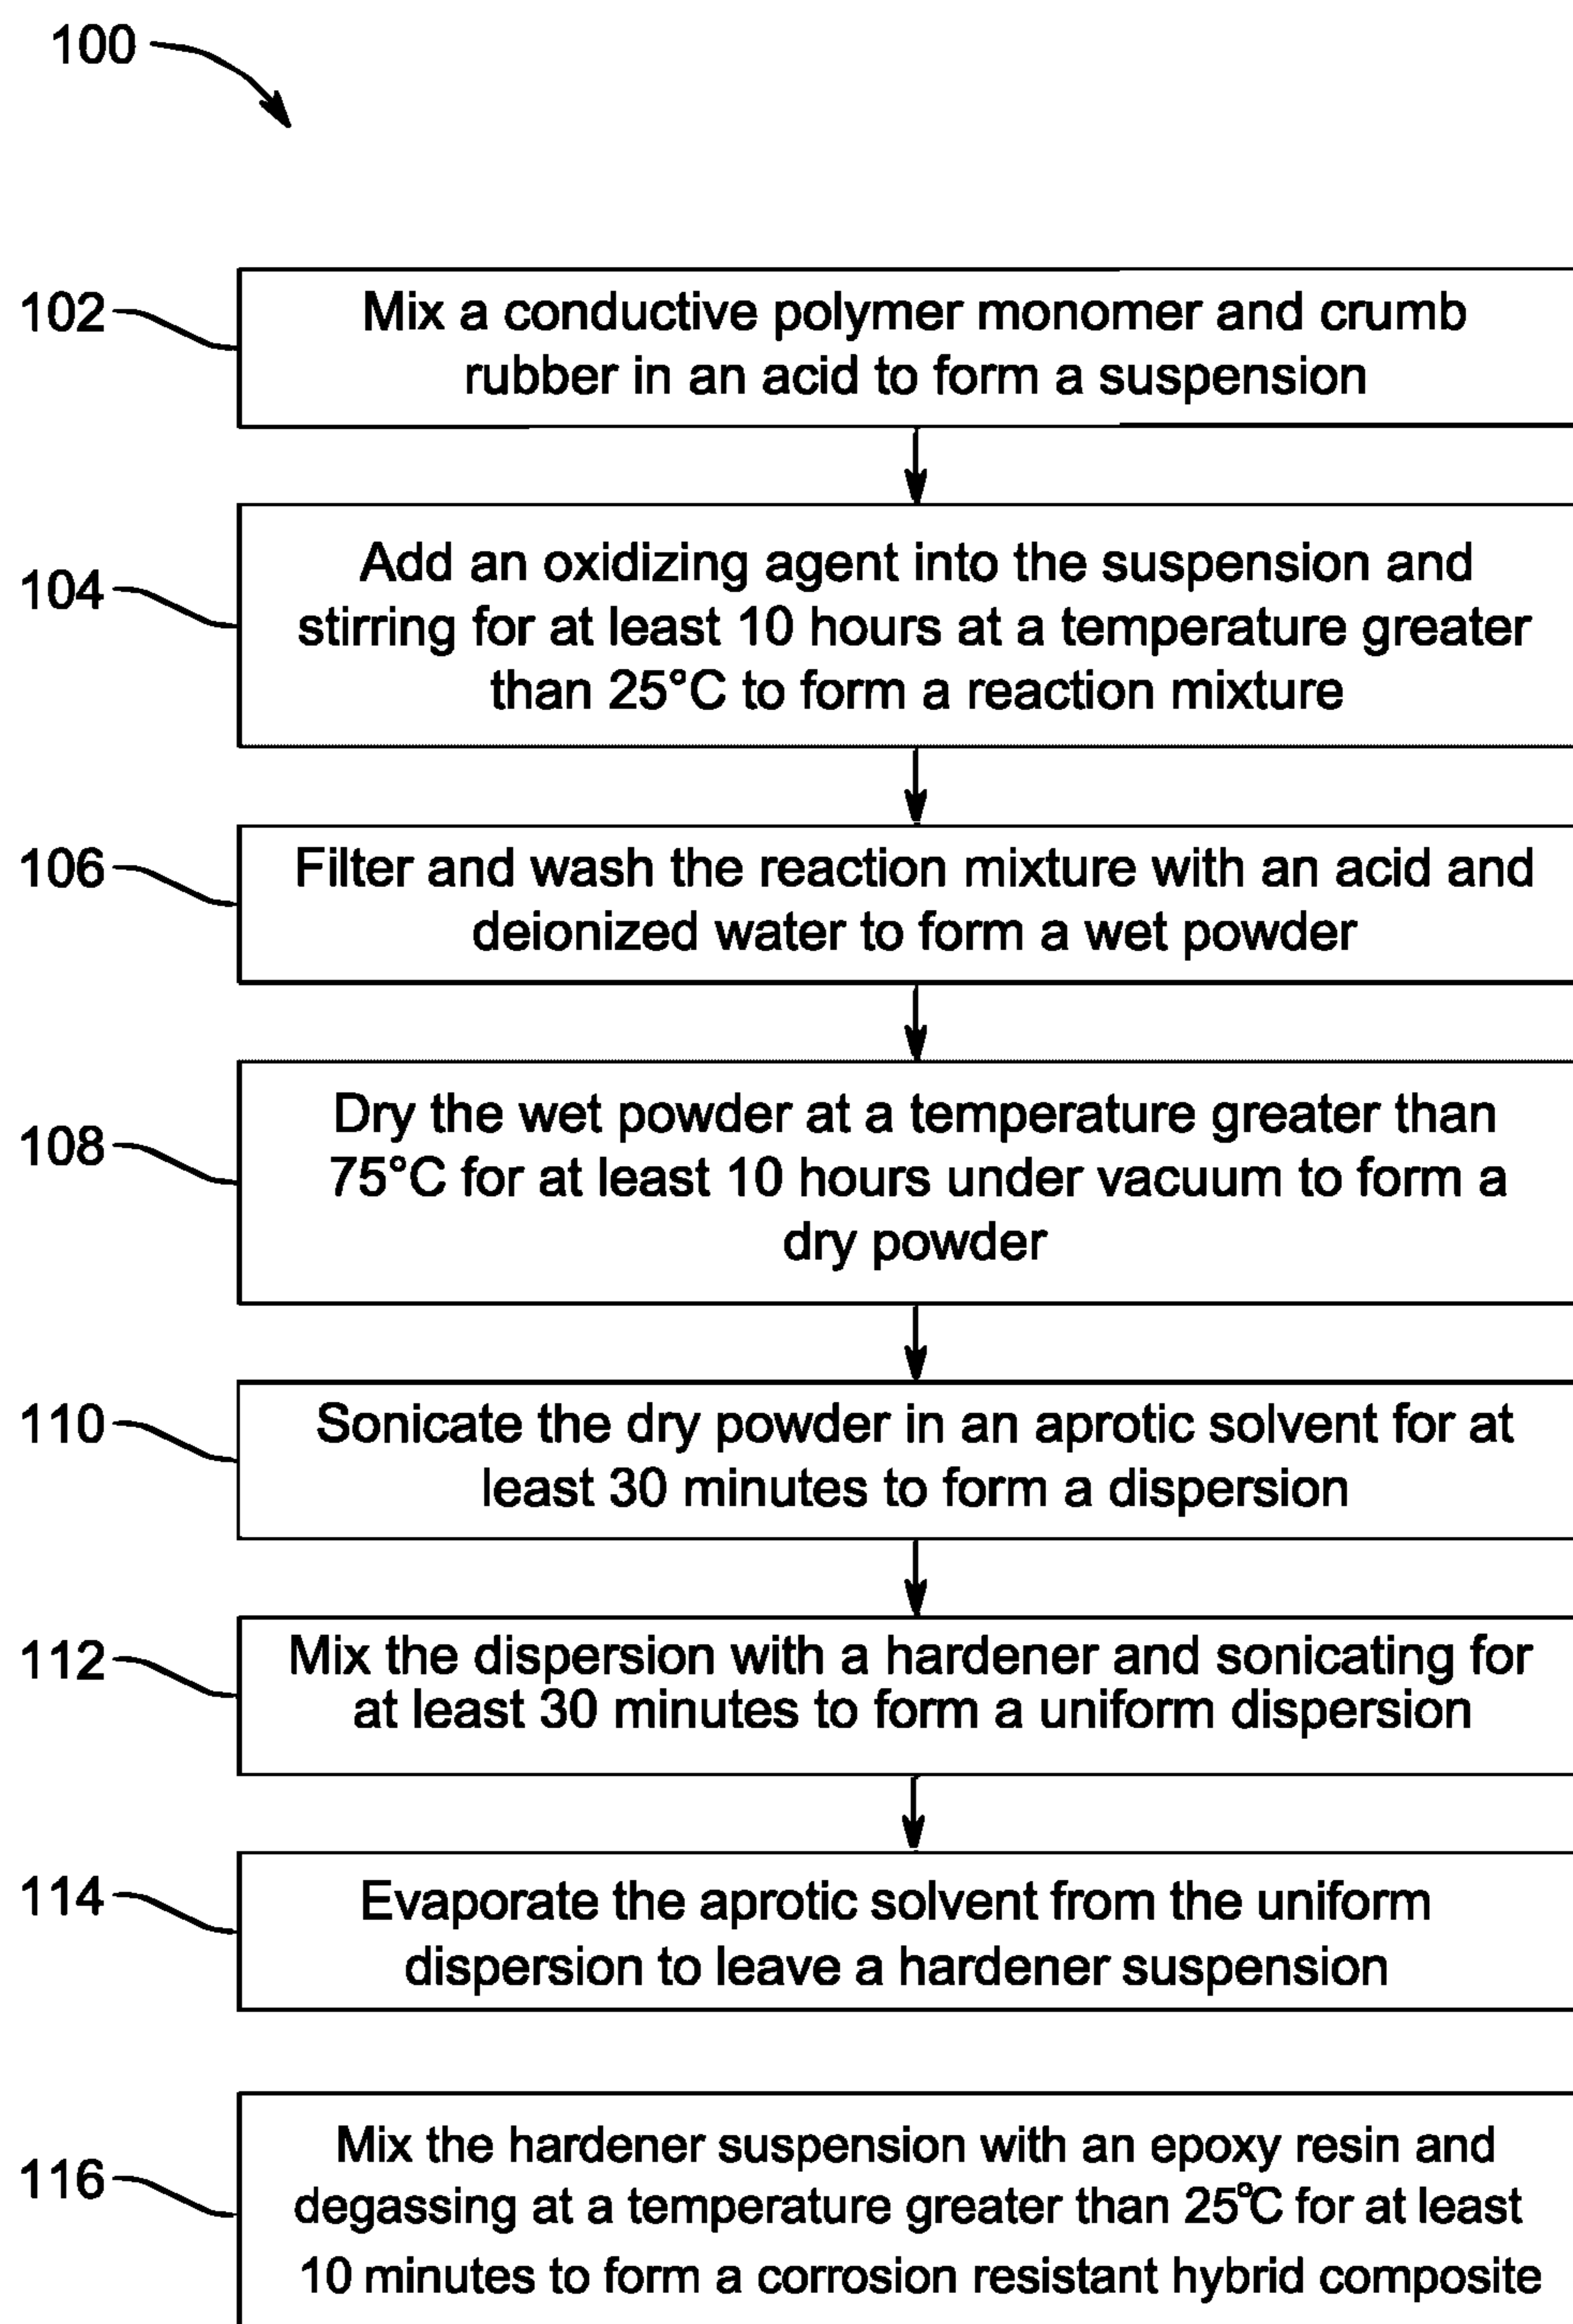 100
102
Mix a conductive polymer monomer and crumb
rubber in an acid to form a suspension
104
Add an oxidizing agent into the suspension and
stirring for at least 10 hours at a temperature greater
than 25°C to form a reaction mixture
106
Filter and wash the reaction mixture with an acid and
deionized water to form a wet powder
108
Dry the wet powder at a temperature greater than
75°C for at least 10 hours under vacuum to form a
dry powder
110
Sonicate the dry powder in an aprotic solvent for at
least 30 minutes to form a dispersion
112
Mix the dispersion with a hardener and sonicating for
at least 30 minutes to form a uniform dispersion
114
Evaporate the aprotic solvent from the uniform
dispersion to leave a hardener suspension
116
Mix the hardener suspension with an epoxy resin and
degassing at a temperature greater than 25°C for at least
10 minutes to form a corrosion resistant hybrid composite